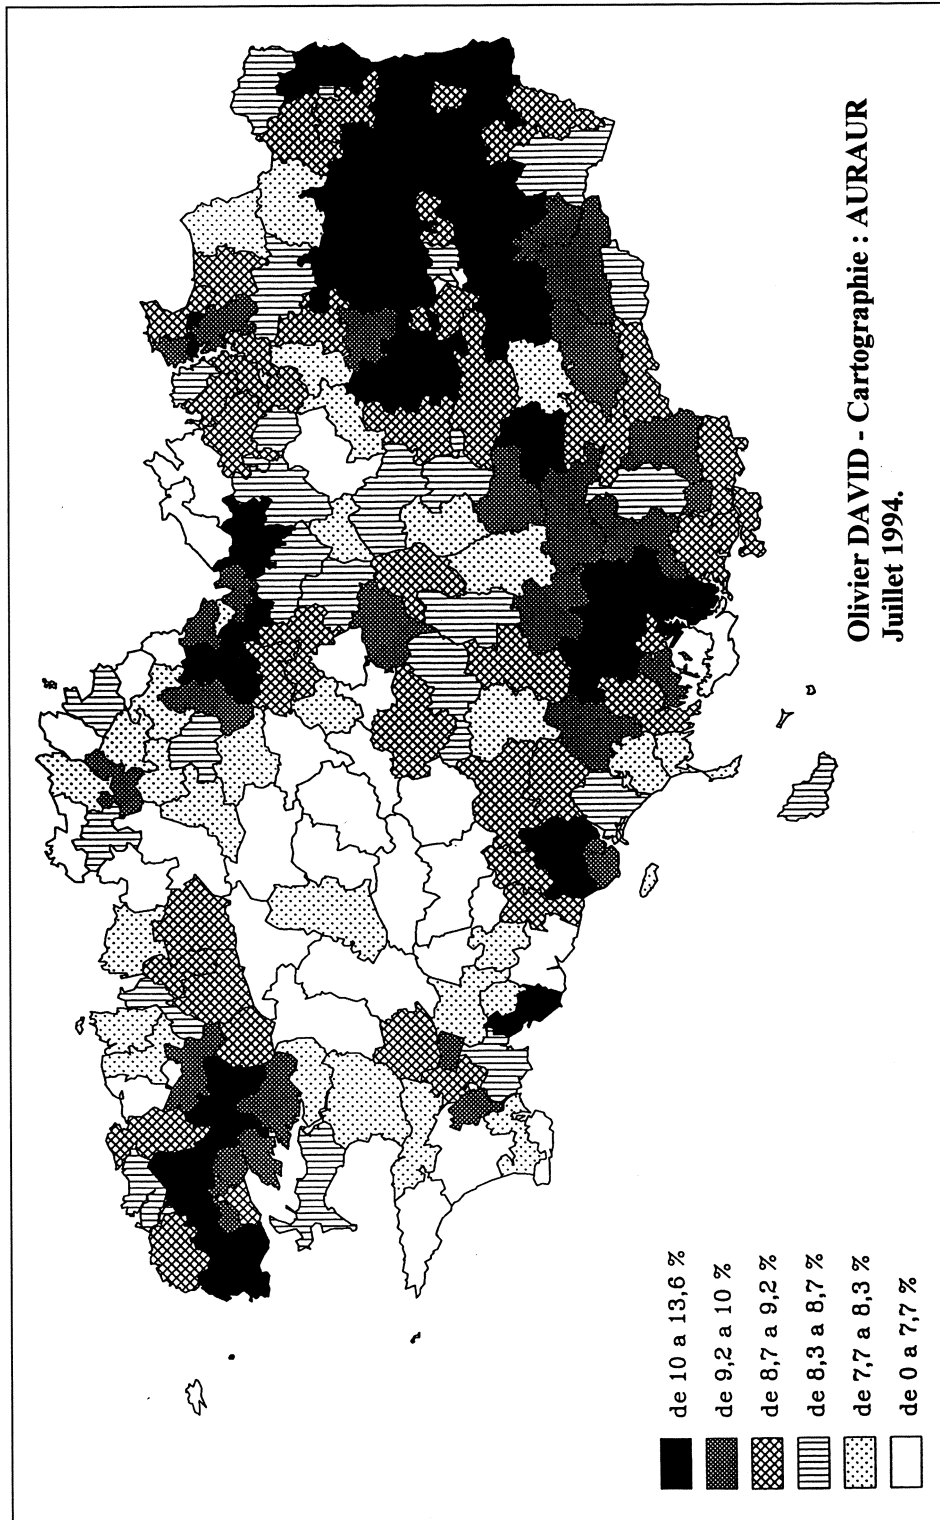 de 10 a 13,6 %
de 9,2 a 10 %
de 8,7 a 9,2 %
de 8,3 a 8,7 %
de 7,7 a 8,3 %
de 0 a 7,7 %
Olivier DAVID - Cartographie : AURAUR
Juillet 1994.